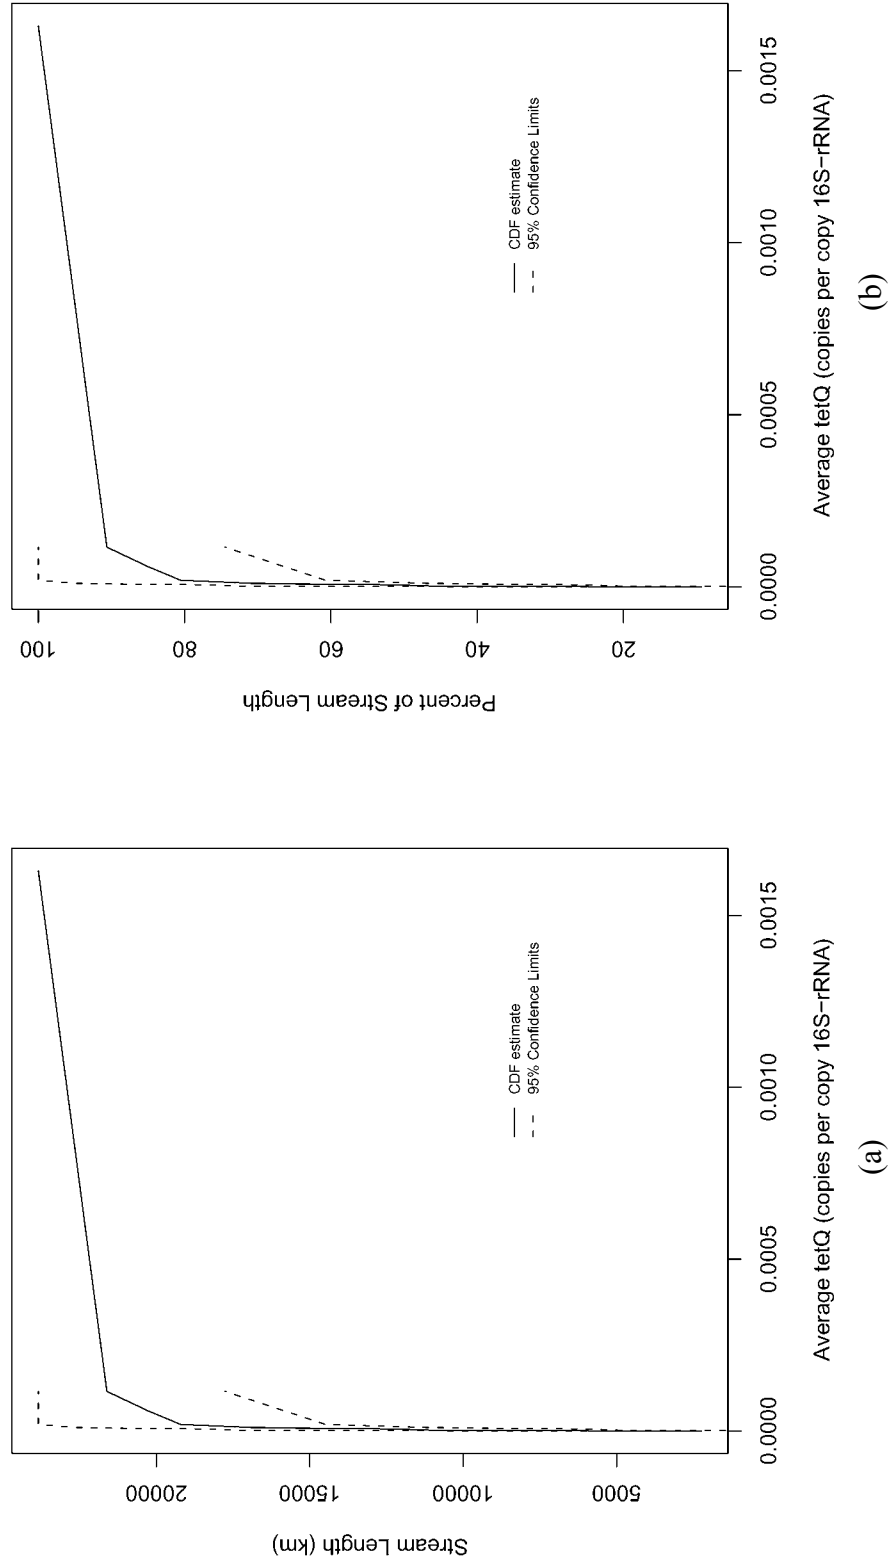 Stream Length (km)
20000
15000
10000
5000
0.0000
0.0005
0.0010
0.0015
CDF estimate
95% Confidence Limits
Average tetQ (copies per copy 16S−rRNA)
(a)
Percent of Stream Length
100
80
60
40
20
0.0000
0.0005
0.0010
0.0015
CDF estimate
95% Confidence Limits
Average tetQ (copies per copy 16S−rRNA)
(b)